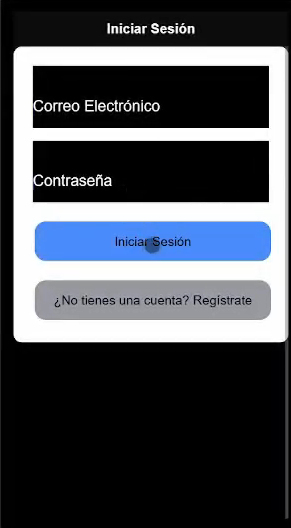 Iniciar Sesión
Correo Electrónico
Contraseña
Iniciar Sesión
¿No tienes una cuenta? Regístrate